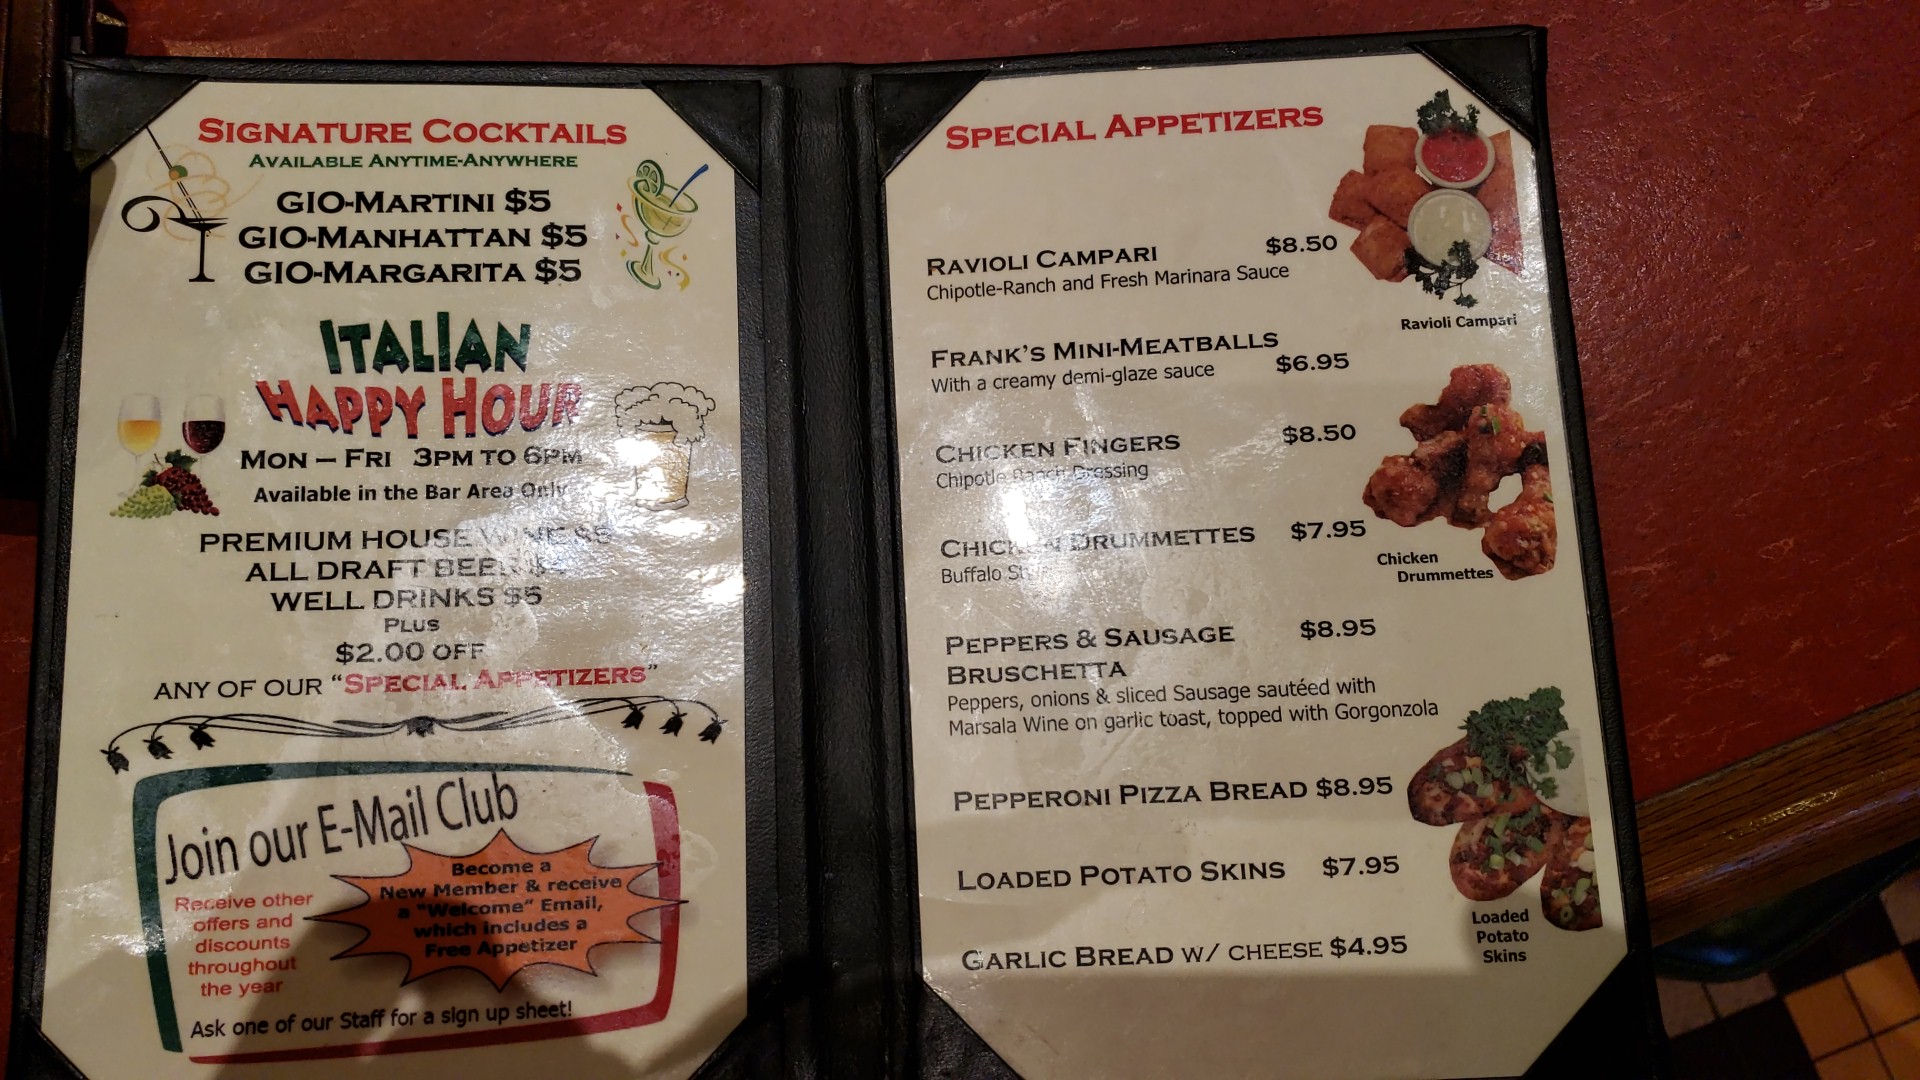 SIGNATURE COCKTAILS
AVAILABLE ANYTIME-ANYWHERE
GIO-MARTINI $5
GIO-MANHATTAN $5
GIO-MARGARITA $5
ITALIAN
HAPPY HOUR
MON – FRI 3PM TO 6PM
Available in the Bar Area Only
PREMIUM HOUSE WINE $5
ALL DRAFT BEER
WELL DRINKS $5
PLUS
$2.00 OFF
ANY OF OUR "SPECIAL APPETIZERS"
Join our E-Mail Club
Receive other
offers and
discounts
throughout
the year
Become a
New Member & receive
a "Welcome" Email,
which includes a
Free Appetizer
Ask one of our Staff for a sign up sheet!
SPECIAL APPETIZERS
RAVIOLI CAMPARI $8.50
Chipotle-Ranch and Fresh Marinara Sauce
Ravioli Campari
FRANK'S MINI-MEATBALLS
With a creamy demi-glaze sauce $6.95
CHICKEN FINGERS $8.50
Chipotle Ranch Dressing
CHICKEN DRUMMETTES $7.95
Buffalo Style
Chicken
Drummettes
PEPPERS & SAUSAGE $8.95
BRUSCHETTA
Peppers, onions & sliced Sausage sautéed with
Marsala Wine on garlic toast, topped with Gorgonzola
PEPPERONI PIZZA BREAD $8.95
LOADED POTATO SKINS $7.95
Loaded
Potato
Skins
GARLIC BREAD W/ CHEESE $4.95